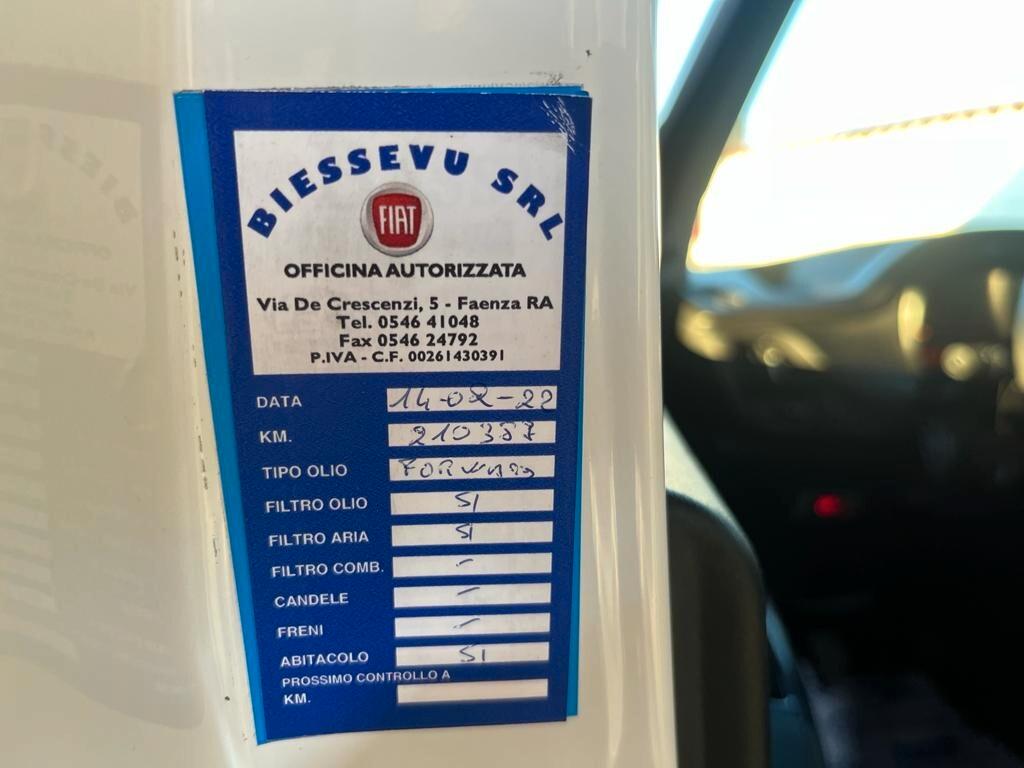 BIESSEVU SRL
FIAT
OFFICINA AUTORIZZATA
Via De Crescenzi, 5 - Faenza RA
Tel. 0546 41048
Fax 0546 24792
P.IVA - C.F. 00261430391
DATA 14-02-22
KM. 210387
TIPO OLIO FORWARD
FILTRO OLIO SI
FILTRO ARIA SI
FILTRO COMB. -
CANDELE -
FRENI -
ABITACOLO SI
PROSSIMO CONTROLLO A
KM.